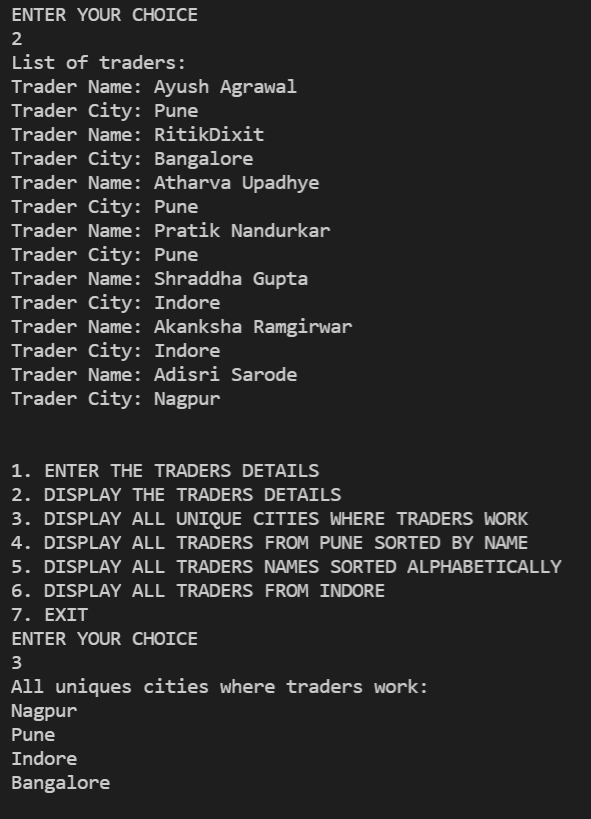 ENTER YOUR CHOICE
2
List of traders:
Trader Name: Ayush Agrawal
Trader City: Pune
Trader Name: RitikDixit
Trader City: Bangalore
Trader Name: Atharva Upadhye
Trader City: Pune
Trader Name: Pratik Nandurkar
Trader City: Pune
Trader Name: Shraddha Gupta
Trader City: Indore
Trader Name: Akanksha Ramgirwar
Trader City: Indore
Trader Name: Adisri Sarode
Trader City: Nagpur
1. ENTER THE TRADERS DETAILS
2. DISPLAY THE TRADERS DETAILS
3. DISPLAY ALL UNIQUE CITIES WHERE TRADERS WORK
4. DISPLAY ALL TRADERS FROM PUNE SORTED BY NAME
5. DISPLAY ALL TRADERS NAMES SORTED ALPHABETICALLY
6. DISPLAY ALL TRADERS FROM INDORE
7. EXIT
ENTER YOUR CHOICE
3
All uniques cities where traders work:
Nagpur
Pune
Indore
Bangalore